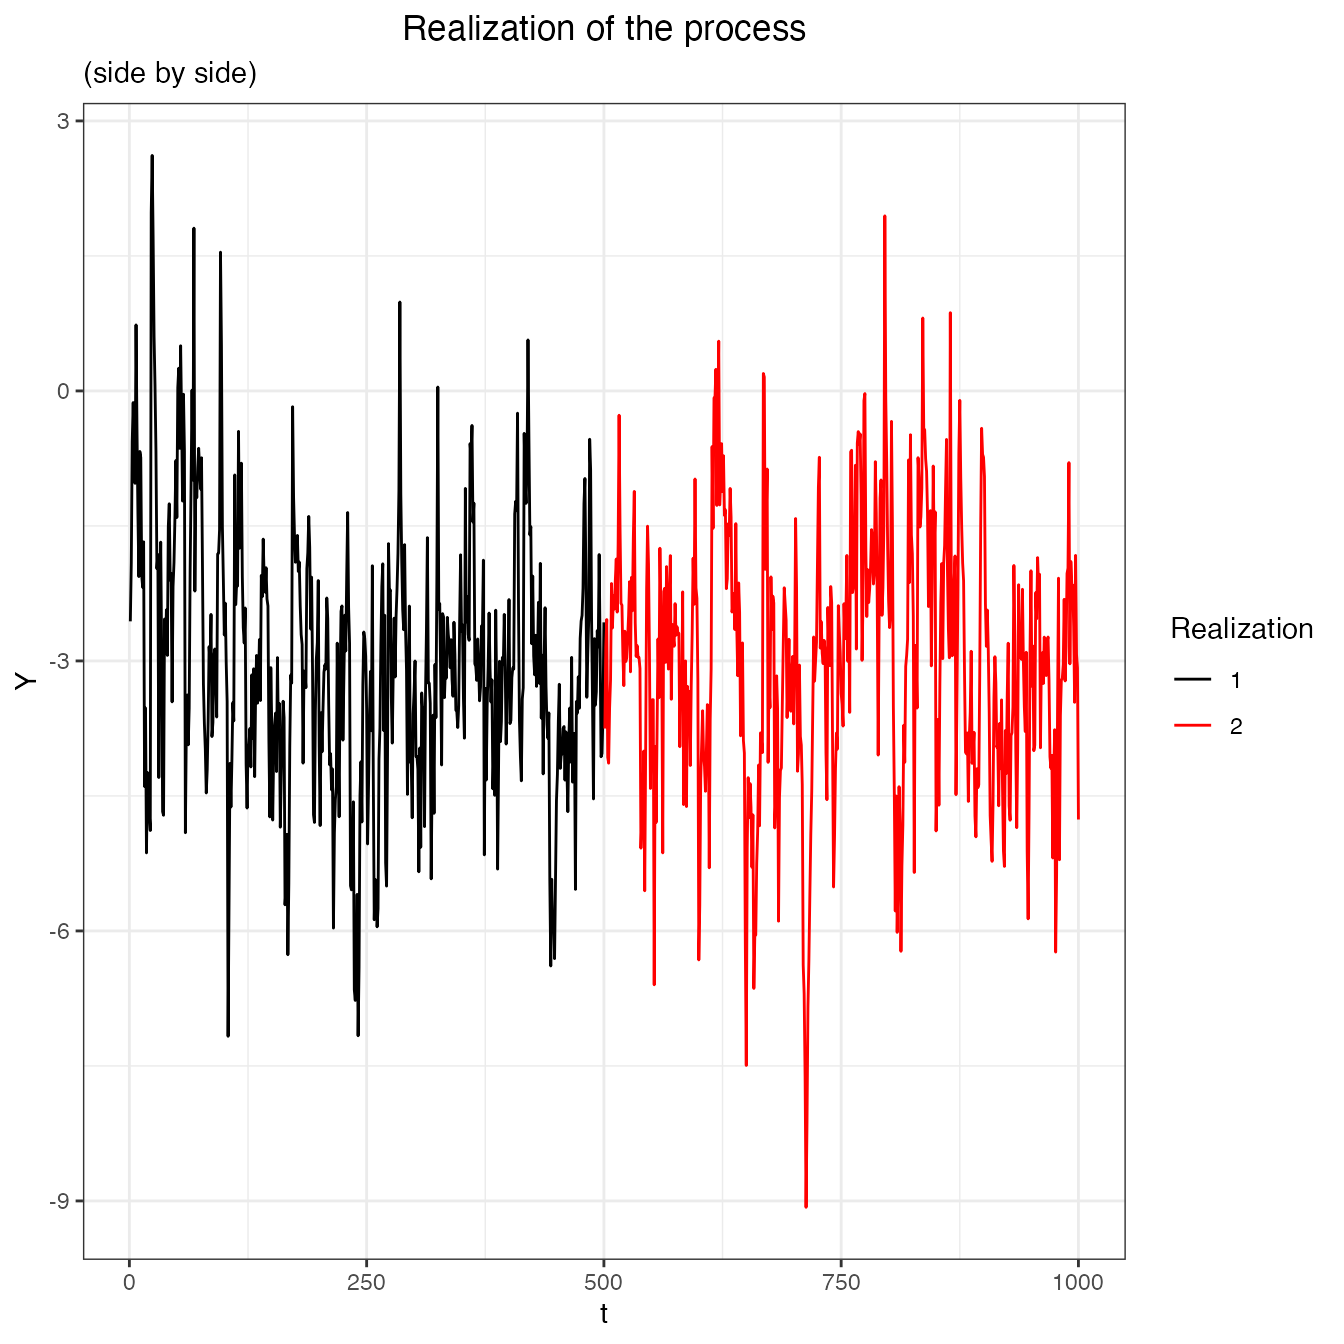 Realization of the process
(side by side)
3
0
-3
-6
-9
Y
0 250 500 750 1000
t
Realization
1
2